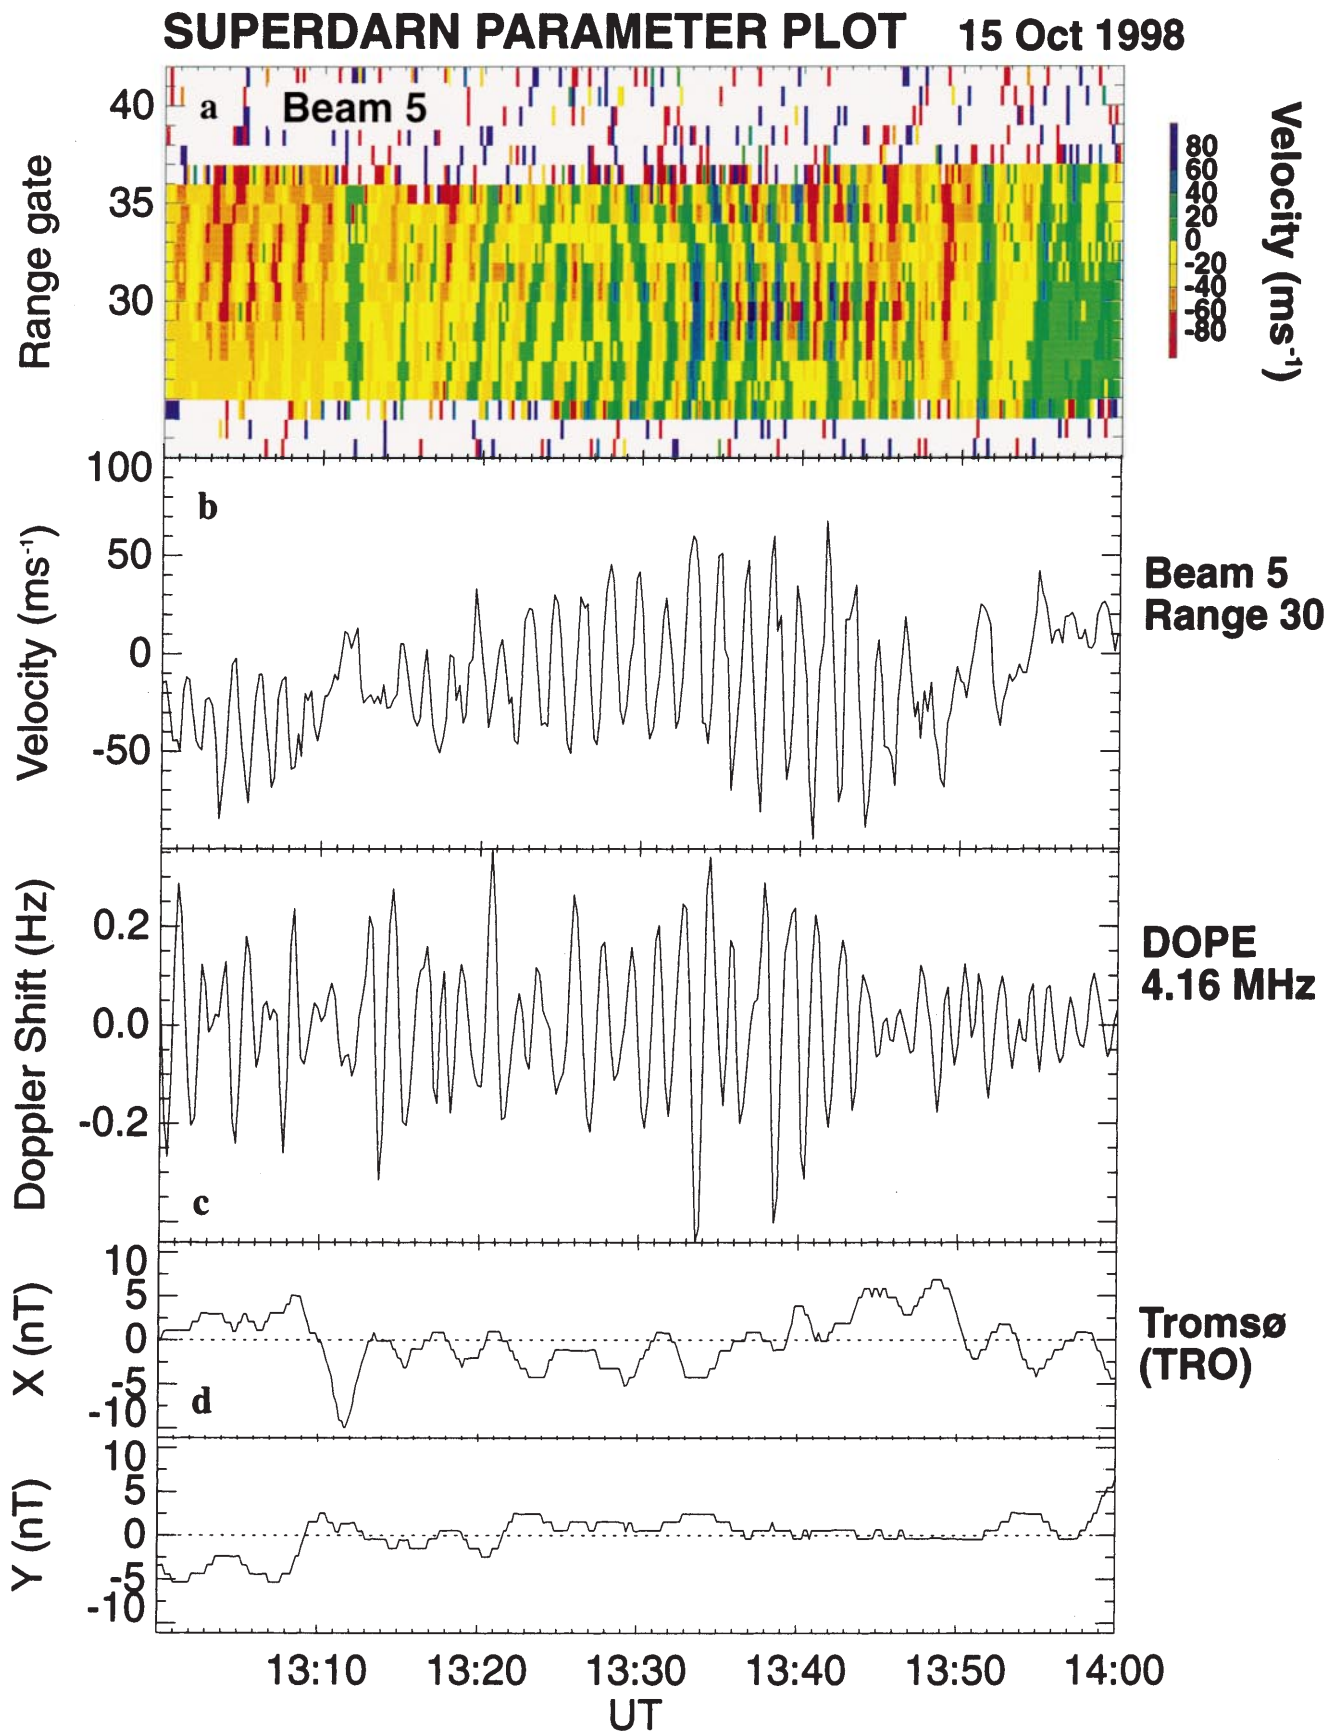 SUPERDARN PARAMETER PLOT 15 Oct 1998
a Beam 5
40
35
30
Range gate
80
60
40
20
0
-20
-40
-60
-80
Velocity (ms-1)
b
100
50
0
-50
Velocity (ms-1)
Beam 5
Range 30
0.2
0.0
-0.2
Doppler Shift (Hz)
c
DOPE
4.16 MHz
10
5
0
-5
-10
X (nT)
d
Tromsø
(TRO)
10
5
0
-5
-10
Y (nT)
13:10 13:20 13:30 13:40 13:50 14:00
UT